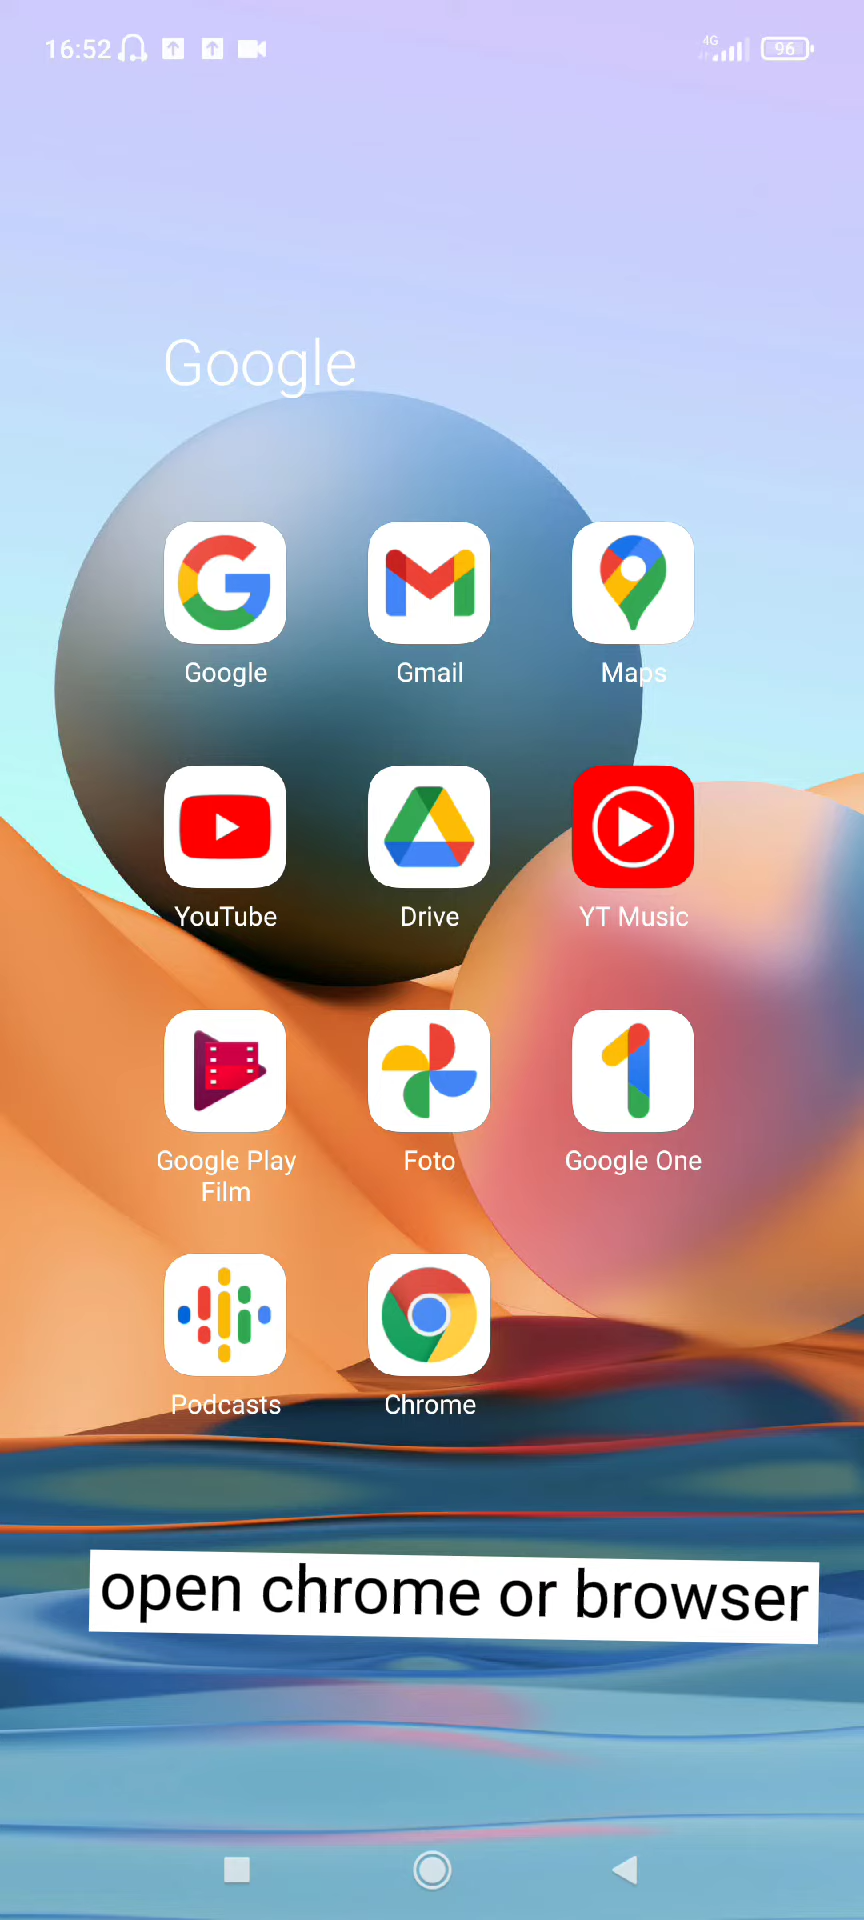 16:52
4G
96
Google
Google
Gmail
Maps
YouTube
Drive
YT Music
Google Play
Film
Foto
Google One
Podcasts
Chrome
open chrome or browser